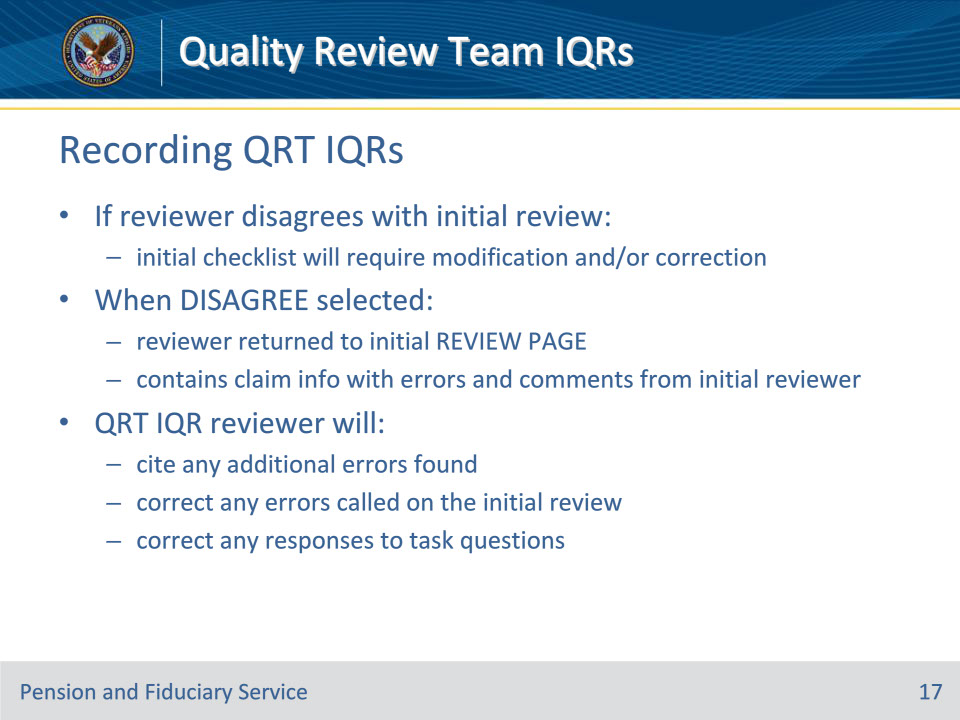 Quality Review Team IQRs
Recording QRT IQRs
• If reviewer disagrees with initial review:
– initial checklist will require modification and/or correction
• When DISAGREE selected:
– reviewer returned to initial REVIEW PAGE
– contains claim info with errors and comments from initial reviewer
• QRT IQR reviewer will:
– cite any additional errors found
– correct any errors called on the initial review
– correct any responses to task questions
Pension and Fiduciary Service
17